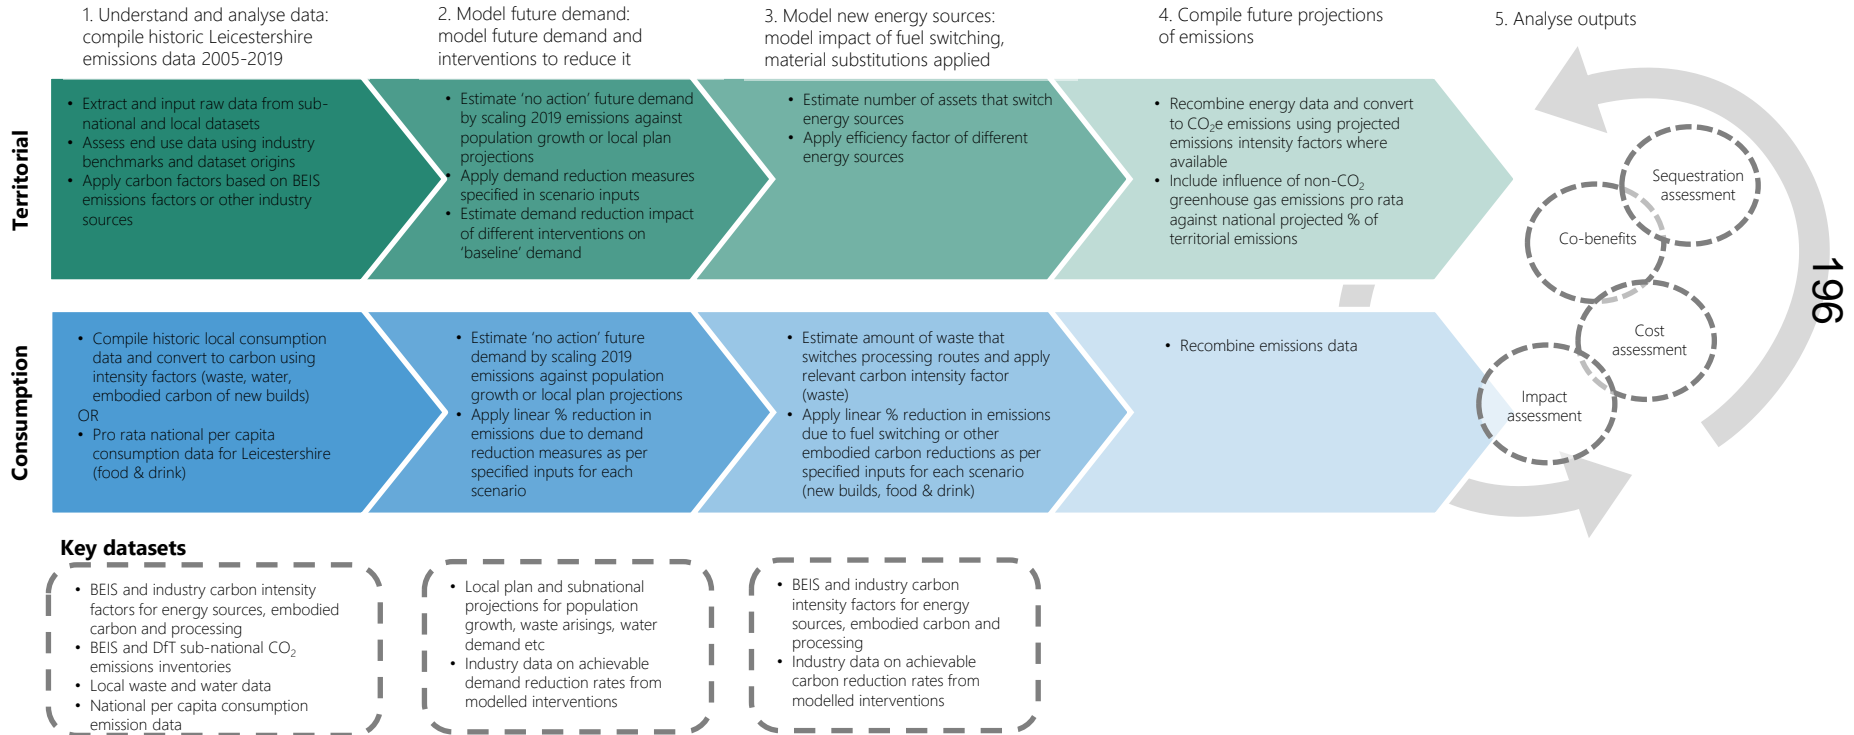 1. Understand and analyse data:
compile historic Leicestershire
emissions data 2005-2019
2. Model future demand:
model future demand and
interventions to reduce it
3. Model new energy sources:
model impact of fuel switching,
material substitutions applied
4. Compile future projections
of emissions
5. Analyse outputs
Territorial
• Extract and input raw data from sub-
national and local datasets
• Assess end use data using industry
benchmarks and dataset origins
• Apply carbon factors based on BEIS
emissions factors or other industry
sources
• Estimate ‘no action’ future demand
by scaling 2019 emissions against
population growth or local plan
projections
• Apply demand reduction measures
specified in scenario inputs
• Estimate demand reduction impact
of different interventions on
‘baseline’ demand
• Estimate number of assets that switch
energy sources
• Apply efficiency factor of different
energy sources
• Recombine energy data and convert
to CO₂e emissions using projected
emissions intensity factors where
available
• Include influence of non-CO₂
greenhouse gas emissions pro rata
against national projected % of
territorial emissions
Sequestration
assessment
Co-benefits
Cost
assessment
Impact
assessment
196
Consumption
• Compile historic local consumption
data and convert to carbon using
intensity factors (waste, water,
embodied carbon of new builds)
OR
• Pro rata national per capita
consumption data for Leicestershire
(food & drink)
• Estimate ‘no action’ future
demand by scaling 2019
emissions against population
growth or local plan projections
• Apply linear % reduction in
emissions due to demand
reduction measures as per
specified inputs for each
scenario
• Estimate amount of waste that
switches processing routes and apply
relevant carbon intensity factor
(waste)
• Apply linear % reduction in emissions
due to fuel switching or other
embodied carbon reductions as per
specified inputs for each scenario
(new builds, food & drink)
• Recombine emissions data
Key datasets
• BEIS and industry carbon intensity
factors for energy sources, embodied
carbon and processing
• BEIS and DfT sub-national CO₂
emissions inventories
• Local waste and water data
• National per capita consumption
emission data
• Local plan and subnational
projections for population
growth, waste arisings, water
demand etc
• Industry data on achievable
demand reduction rates from
modelled interventions
• BEIS and industry carbon
intensity factors for energy
sources, embodied carbon and
processing
• Industry data on achievable
carbon reduction rates from
modelled interventions